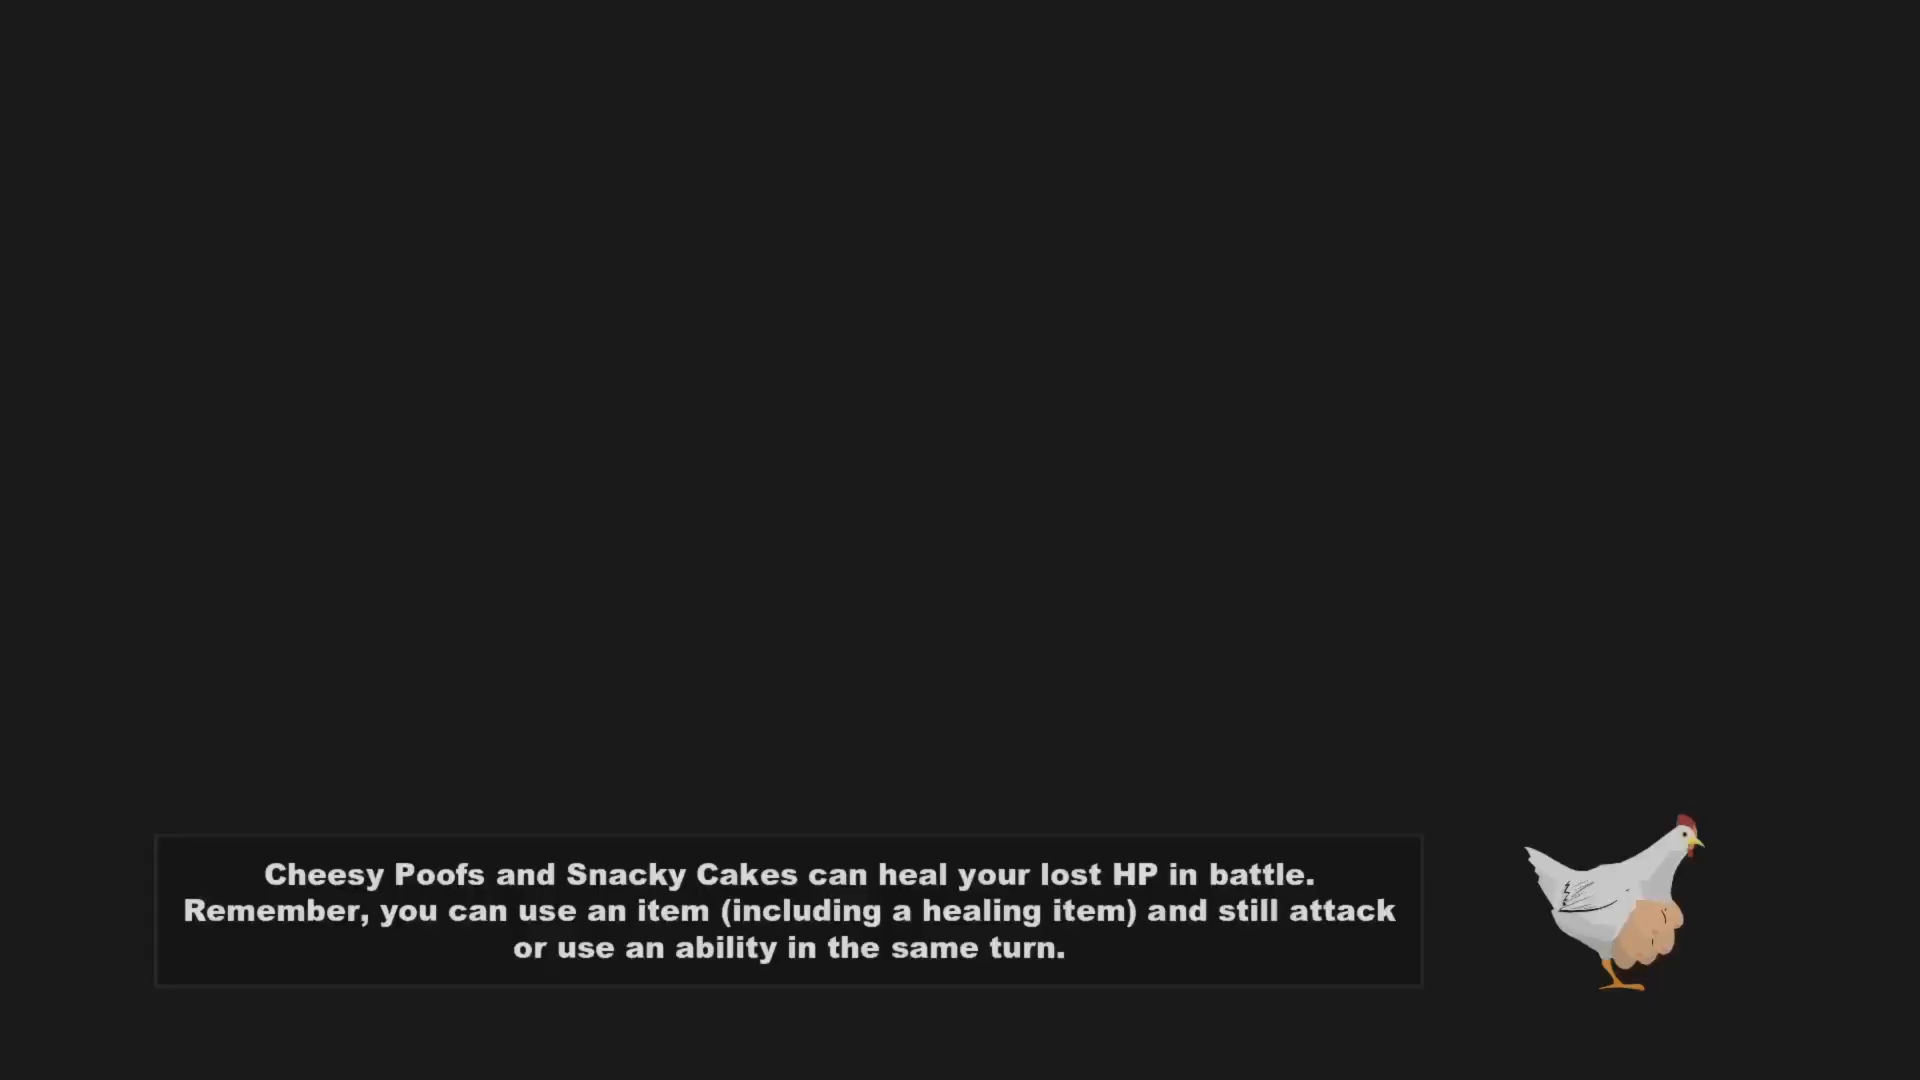 Cheesy Poofs and Snacky Cakes can heal your lost HP in battle.
Remember, you can use an item (including a healing item) and still attack
or use an ability in the same turn.